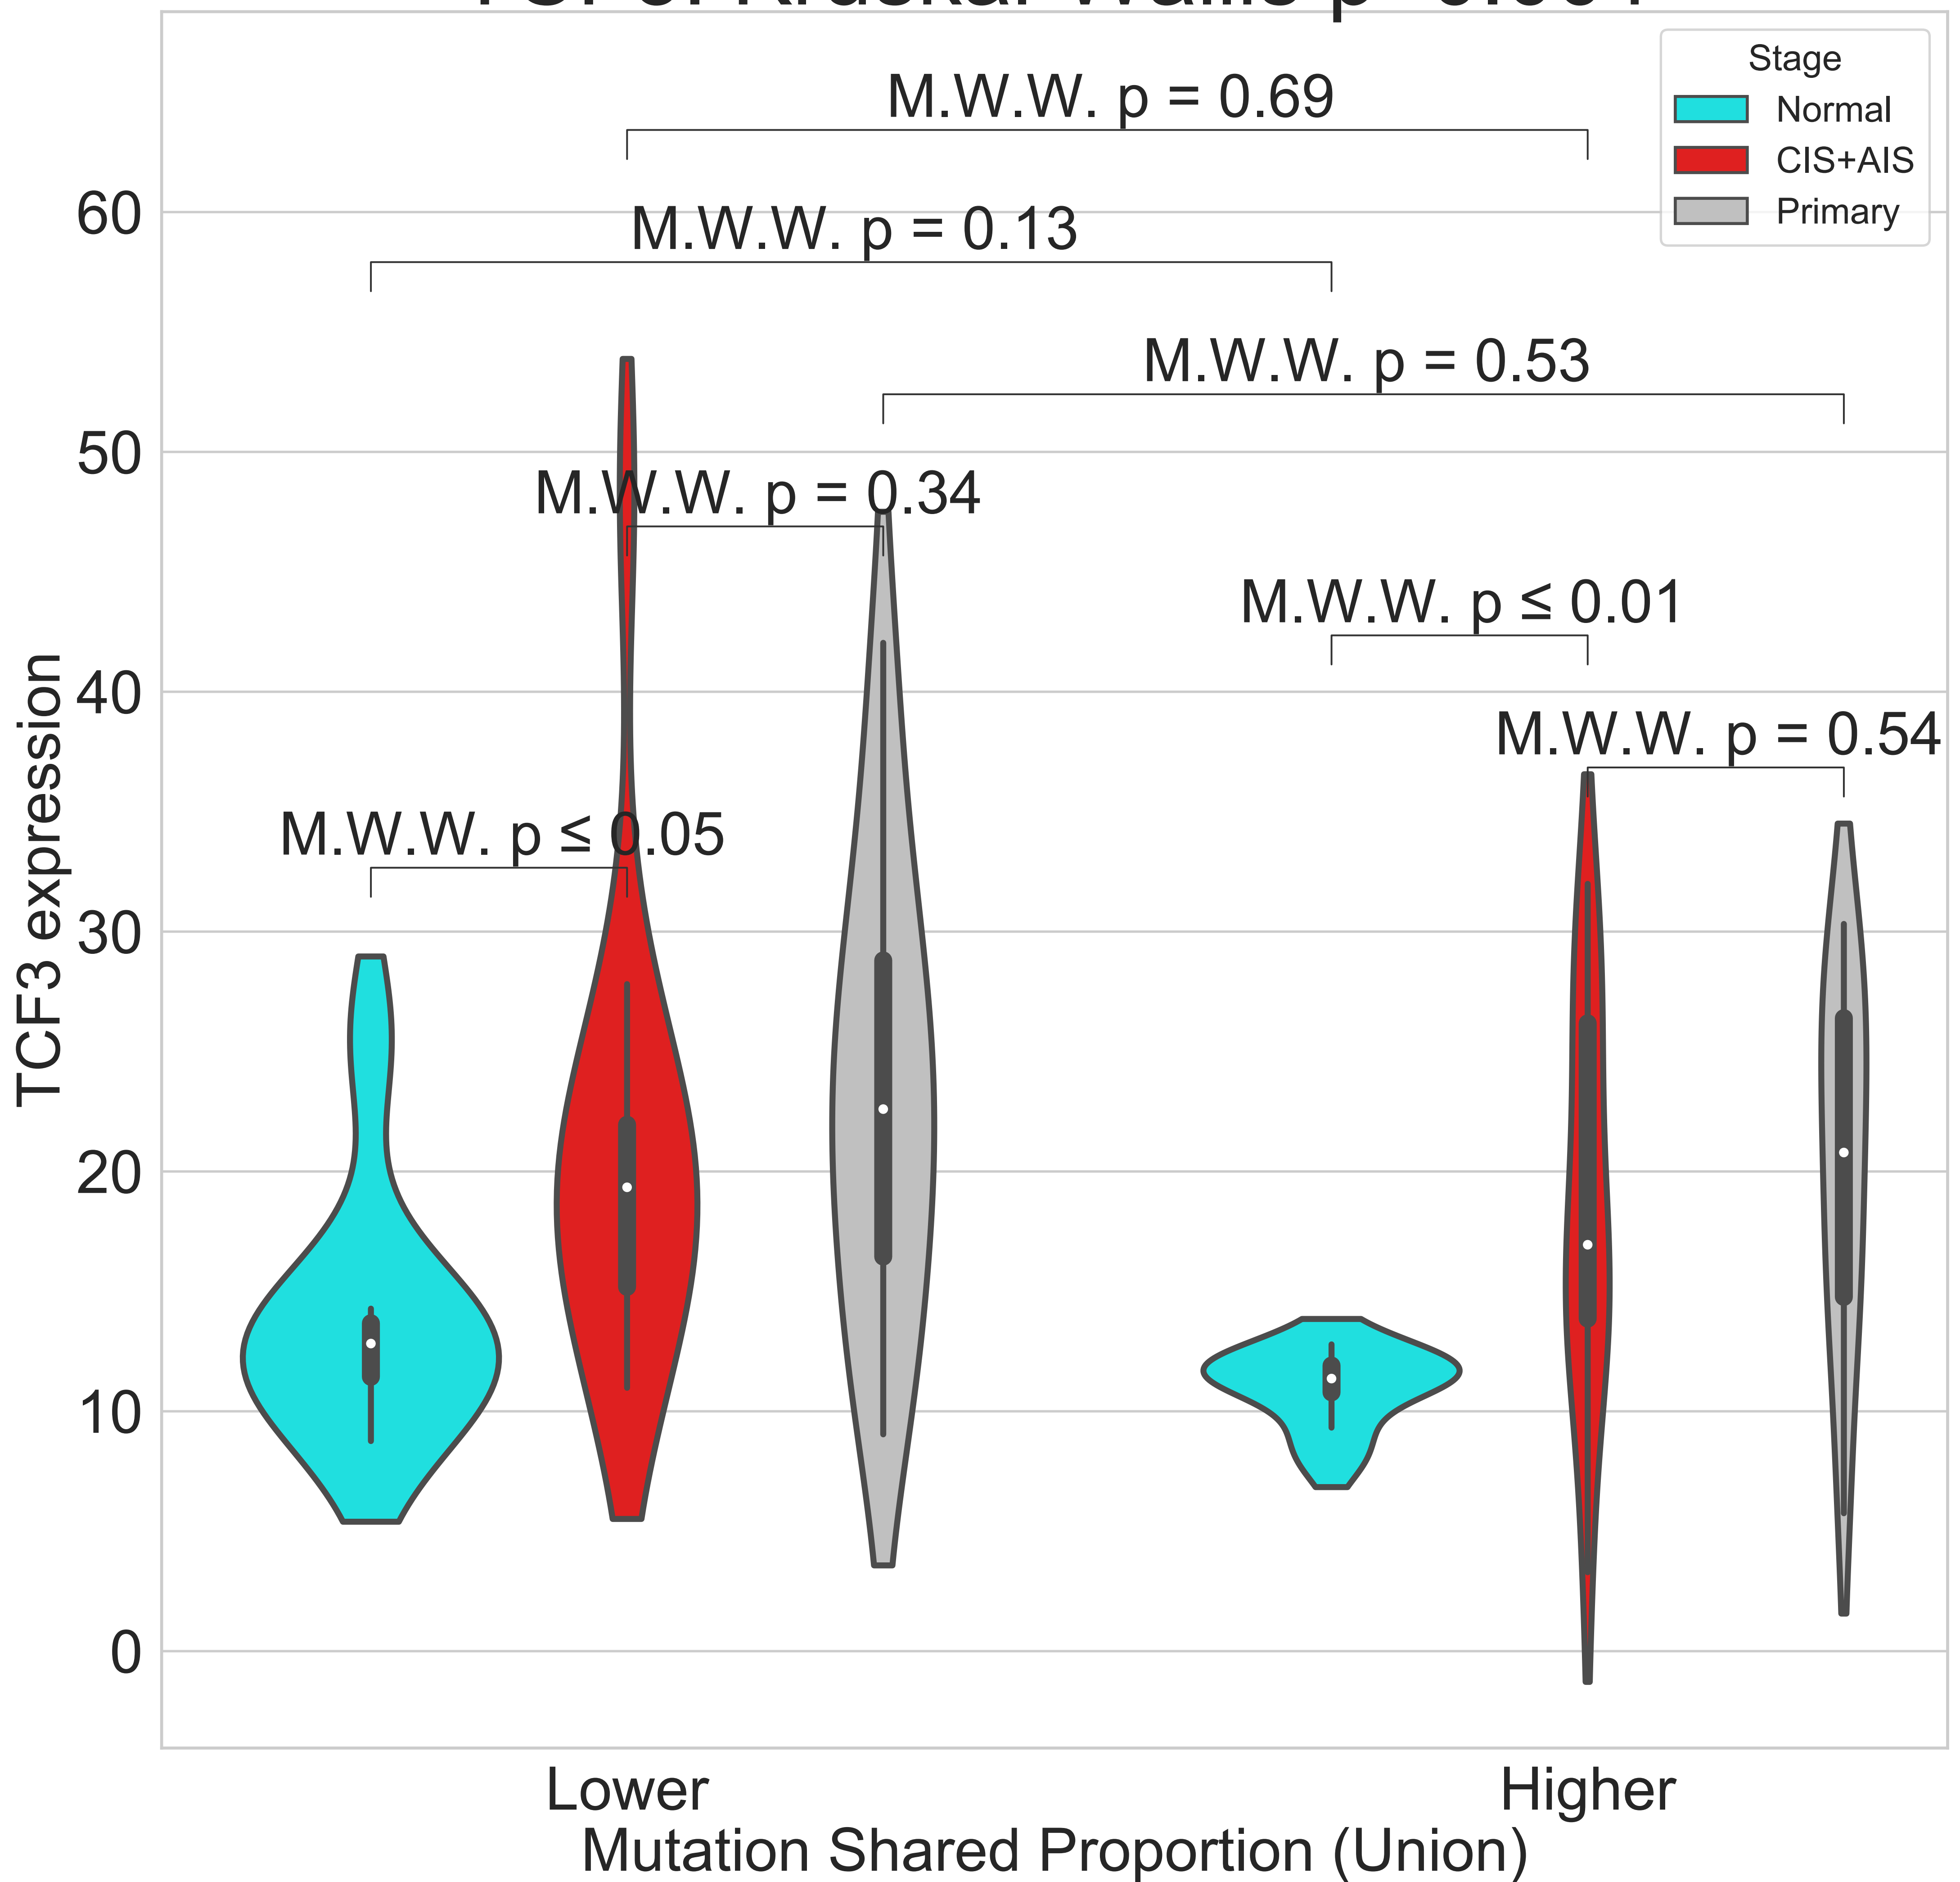 Stage
Normal
CIS+AIS
Primary
M.W.W. p = 0.69
M.W.W. p = 0.13
M.W.W. p = 0.53
M.W.W. p = 0.34
M.W.W. p ≤ 0.01
M.W.W. p = 0.54
M.W.W. p ≤ 0.05
TCF3 expression
60
50
40
30
20
10
0
Lower
Higher
Mutation Shared Proportion (Union)